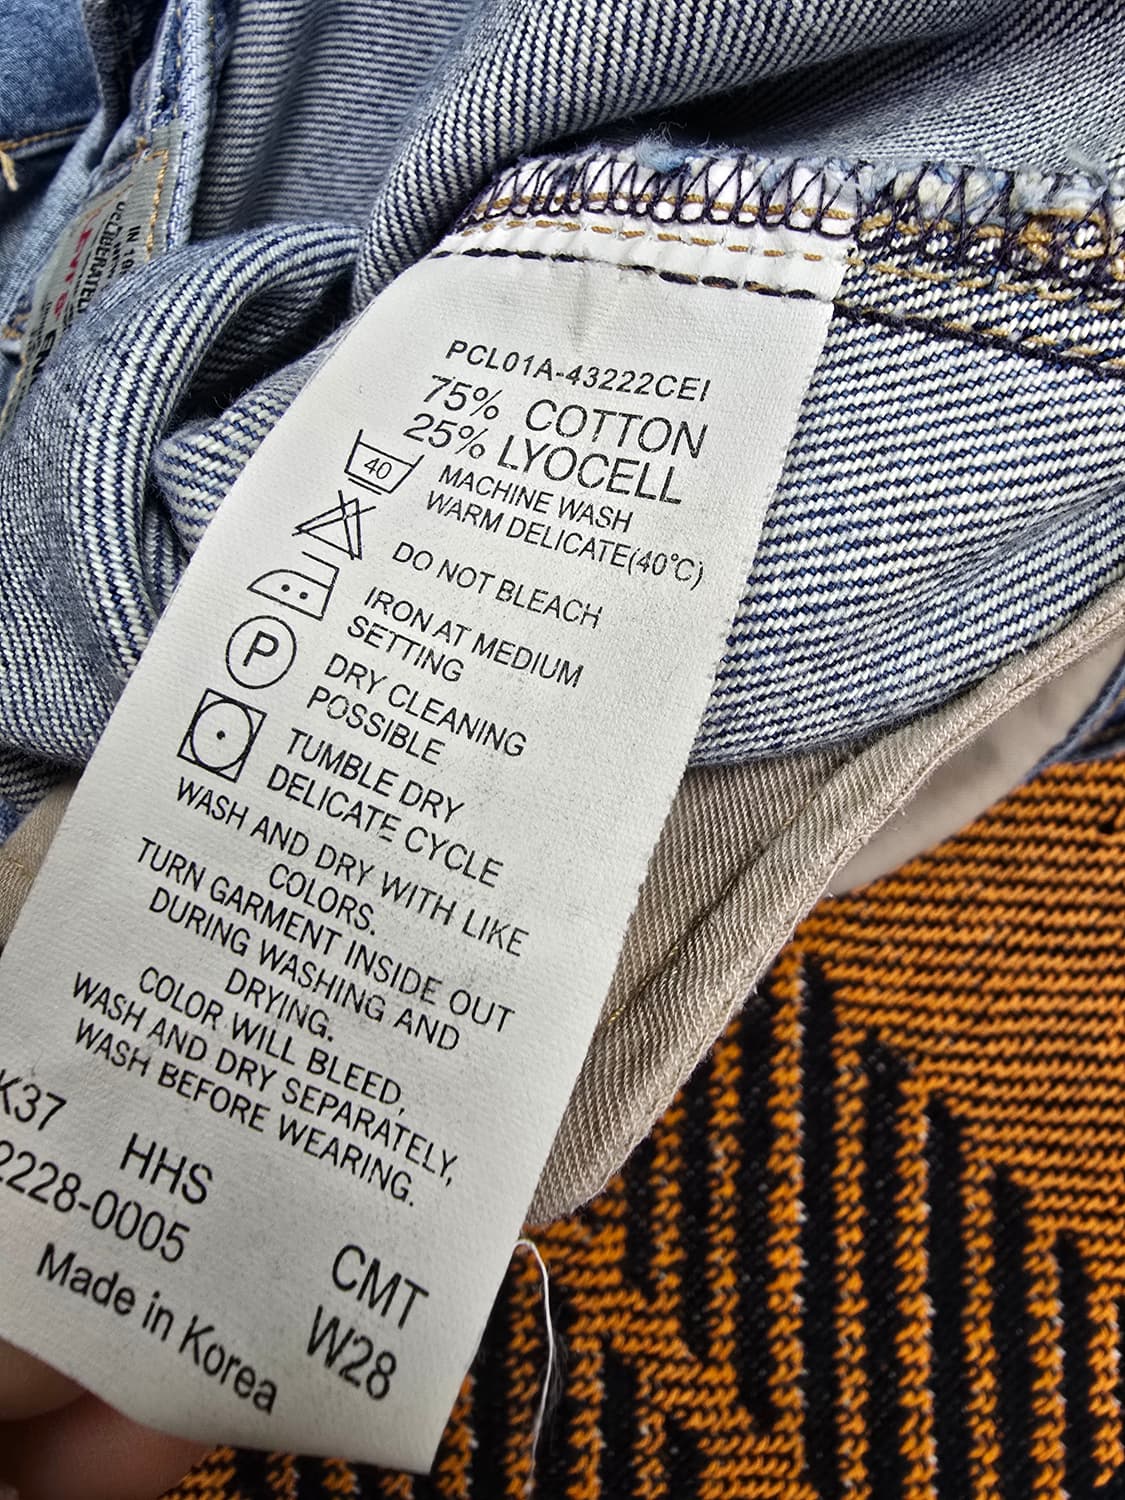 PCL01A-43222CEI
75% COTTON
25% LYOCELL
40
MACHINE WASH
WARM DELICATE(40°C)
DO NOT BLEACH
IRON AT MEDIUM
SETTING
P
DRY CLEANING
POSSIBLE
TUMBLE DRY
DELICATE CYCLE
WASH AND DRY WITH LIKE
COLORS.
TURN GARMENT INSIDE OUT
DURING WASHING AND
DRYING.
COLOR WILL BLEED,
WASH AND DRY SEPARATELY,
WASH BEFORE WEARING.
K37
HHS
2228-0005
CMT
Made in Korea
W28